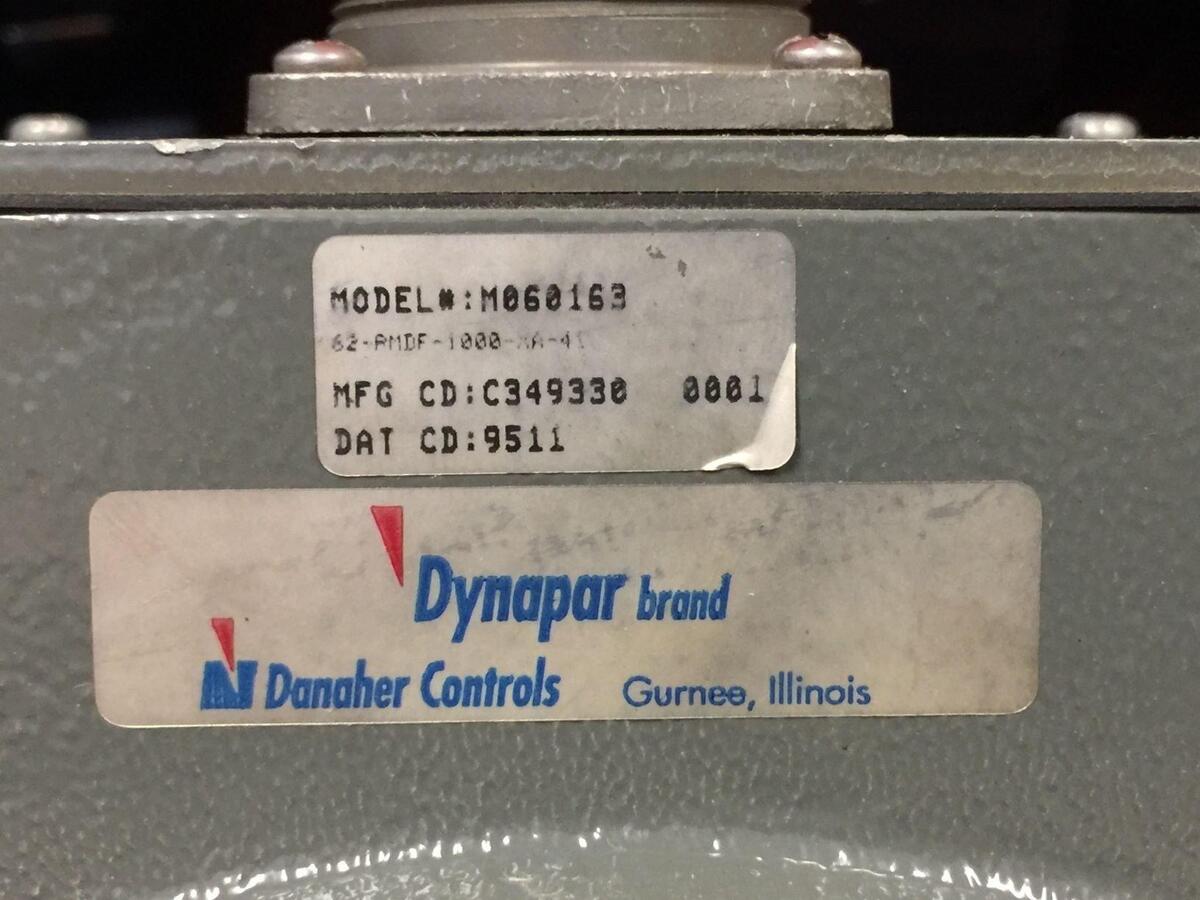 MODEL#:M060163
MFG CD:C349330 0001
DAT CD:9511
Dynapar brand
Danaher Controls Gurnee, Illinois